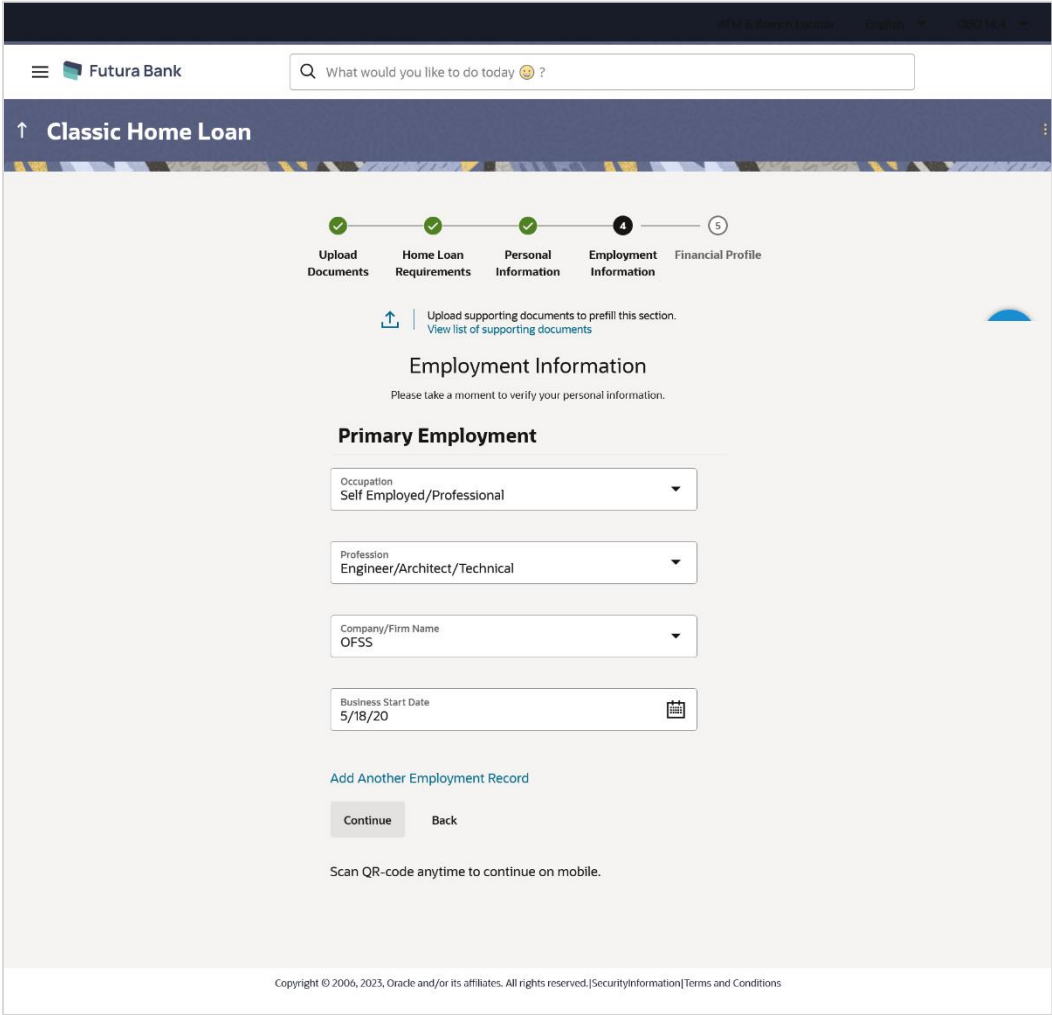 English
Futura Bank
What would you like to do today 😊 ?
Classic Home Loan
4
5
Upload Documents
Home Loan Requirements
Personal Information
Employment Information
Financial Profile
Upload supporting documents to prefill this section.
View list of supporting documents
Employment Information
Please take a moment to verify your personal information.
Primary Employment
Occupation
Self Employed/Professional
Profession
Engineer/Architect/Technical
Company/Firm Name
OFSS
Business Start Date
5/18/20
Add Another Employment Record
Continue Back
Scan QR-code anytime to continue on mobile.
Copyright © 2006, 2023, Oracle and/or its affiliates. All rights reserved.|SecurityInformation|Terms and Conditions